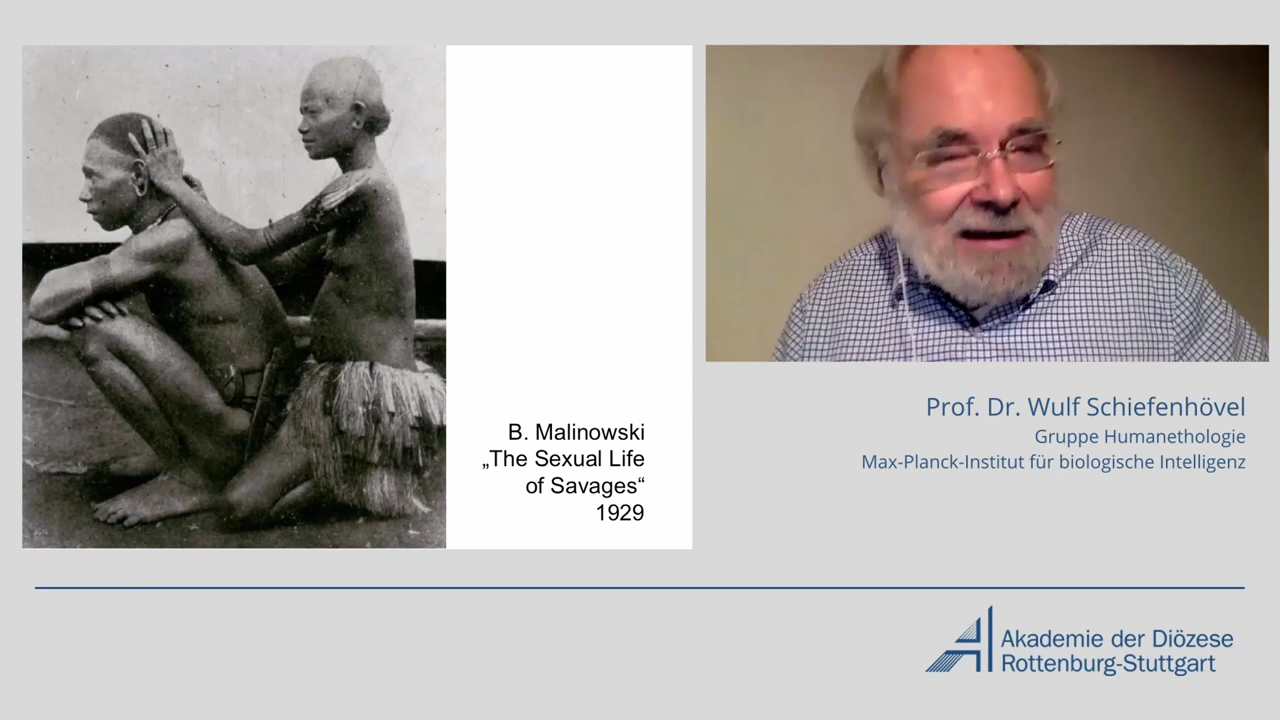 B. Malinowski
„The Sexual Life
of Savages“
1929
Prof. Dr. Wulf Schiefenhövel
Gruppe Humanethologie
Max-Planck-Institut für biologische Intelligenz
Akademie der Diözese
Rottenburg-Stuttgart